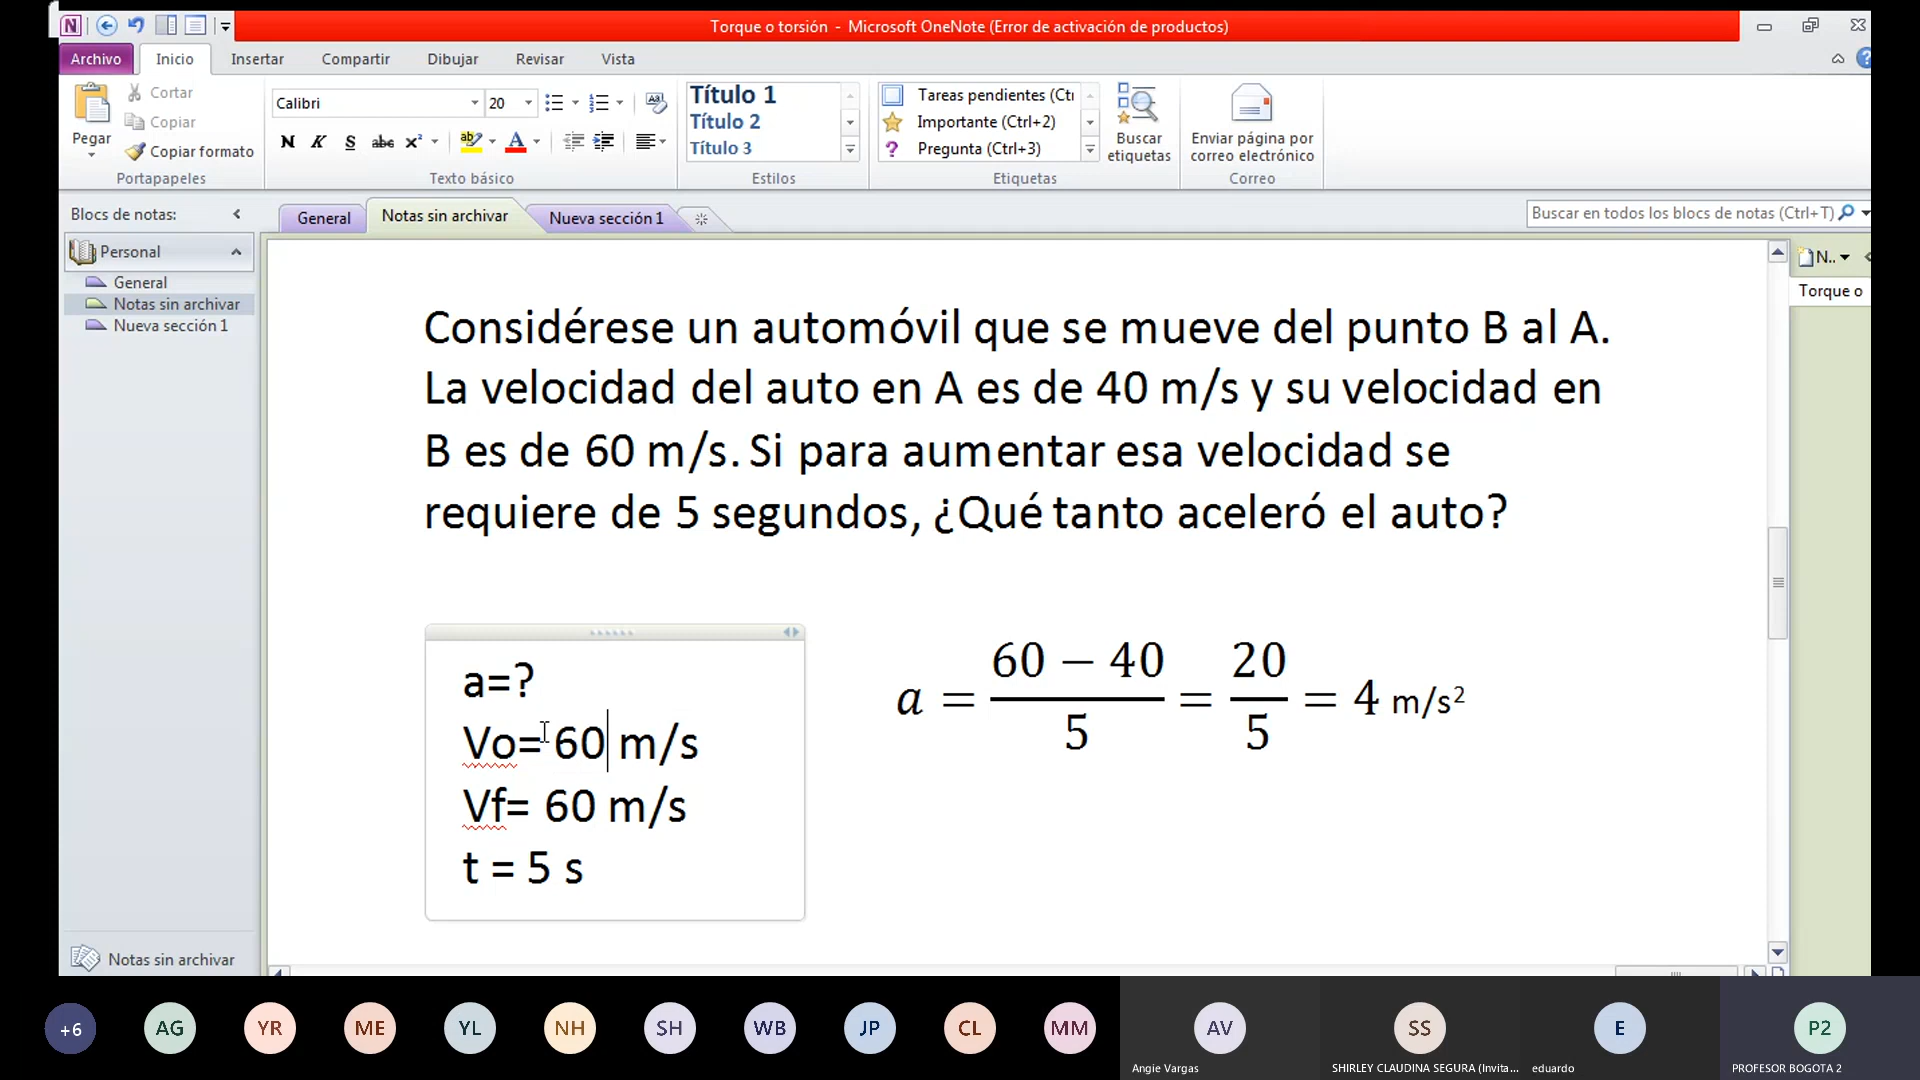 Torque o torsión - Microsoft OneNote (Error de activación de productos)
Archivo Inicio Insertar Compartir Dibujar Revisar Vista
Pegar
Cortar
Copiar
Copiar formato
Portapapeles
Calibri 20
N K S abc x²
Texto básico
Título 1
Título 2
Título 3
Estilos
Tareas pendientes (Ctr
Importante (Ctrl+2)
Pregunta (Ctrl+3)
Etiquetas
Buscar
etiquetas
Enviar página por
correo electrónico
Correo
Blocs de notas:
General Notas sin archivar Nueva sección 1
Buscar en todos los blocs de notas (Ctrl+T)
Personal
General
Notas sin archivar
Nueva sección 1
N..
Torque o
Considérese un automóvil que se mueve del punto B al A.
La velocidad del auto en A es de 40 m/s y su velocidad en
B es de 60 m/s. Si para aumentar esa velocidad se
requiere de 5 segundos, ¿Qué tanto aceleró el auto?
a=?
Vo= 60 m/s
Vf= 60 m/s
t = 5 s
a = (60 − 40)/5 = 20/5 = 4 m/s²
Notas sin archivar
+6 AG YR ME YL NH SH WB JP CL MM AV SS E P2
Angie Vargas SHIRLEY CLAUDINA SEGURA (Invita... eduardo PROFESOR BOGOTA 2